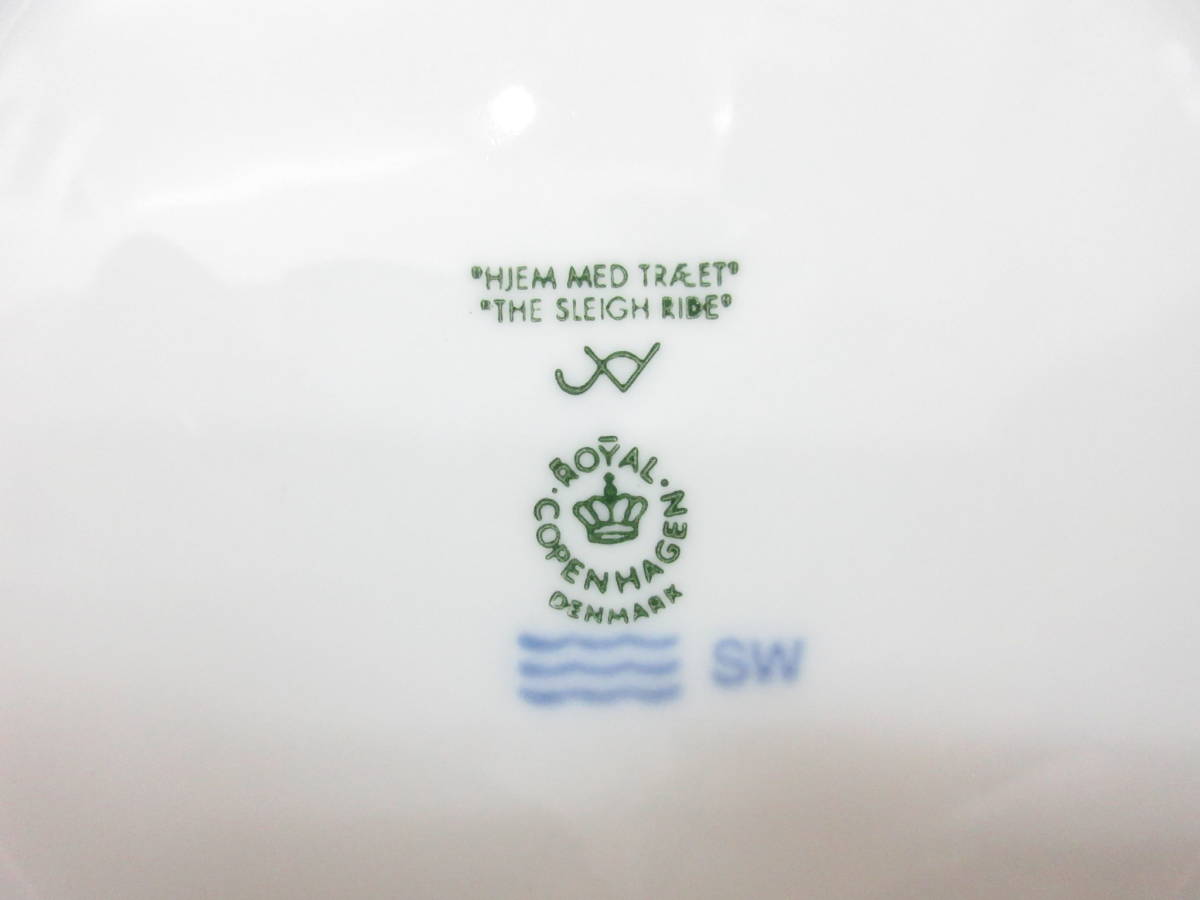 "HJEM MED TRÆET"
"THE SLEIGH RIDE"
ROYAL · COPENHAGEN ·
DENMARK
SW